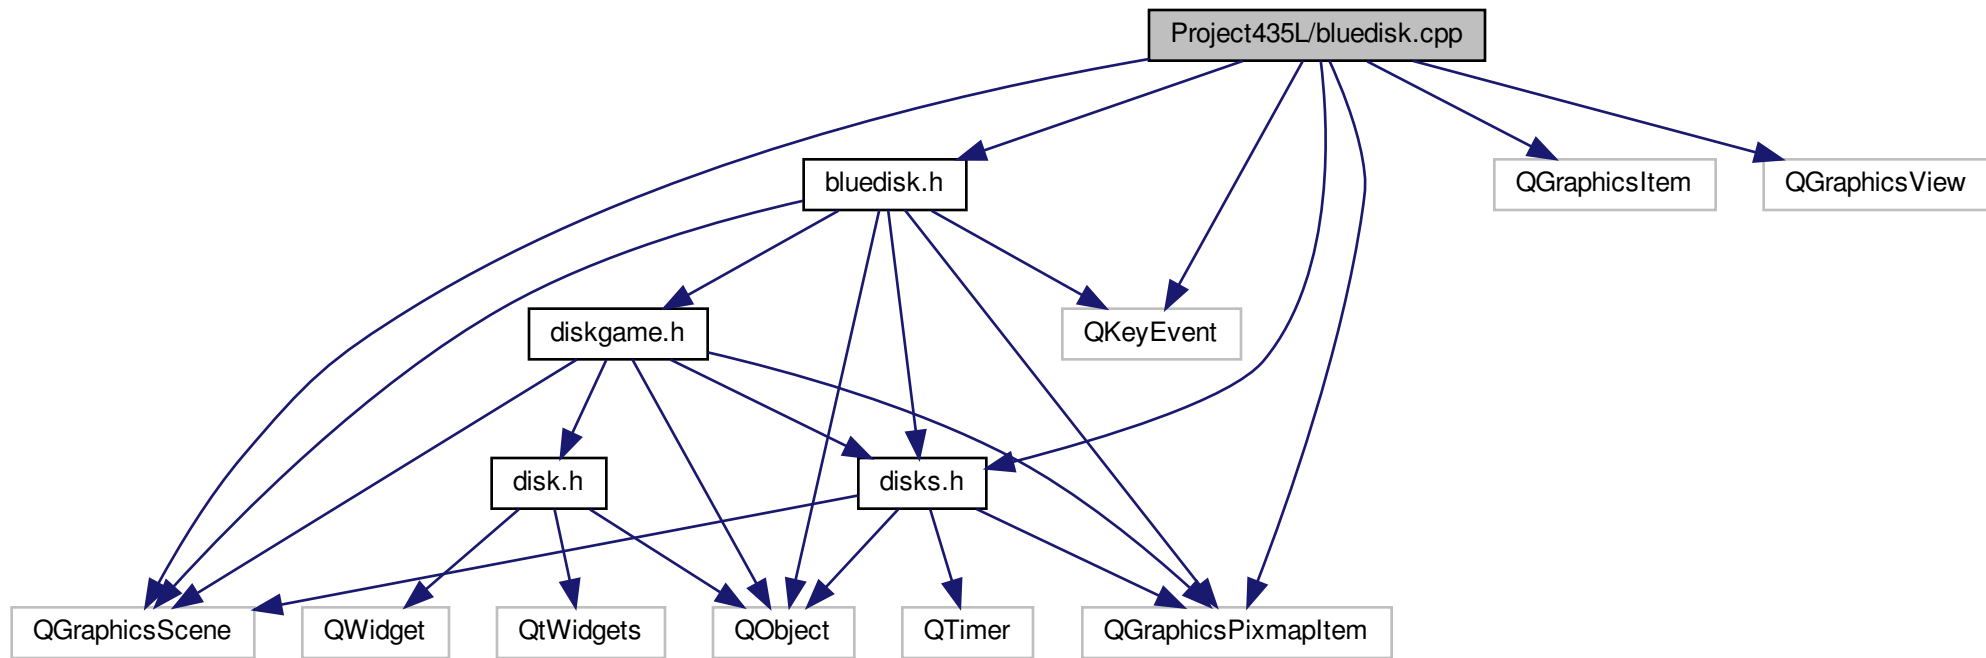 Project435L/bluedisk.cpp
bluedisk.h
QGraphicsItem
QGraphicsView
diskgame.h
QKeyEvent
disk.h
disks.h
QGraphicsScene
QWidget
QtWidgets
QObject
QTimer
QGraphicsPixmapItem